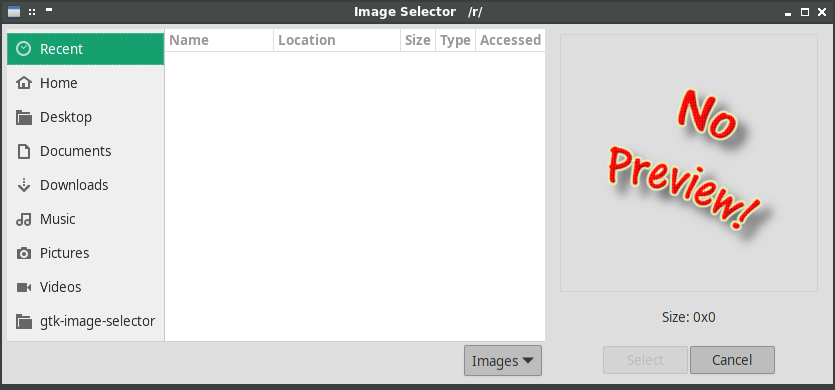 Image Selector /r/
Recent
Home
Desktop
Documents
Downloads
Music
Pictures
Videos
gtk-image-selector
Name Location Size Type Accessed
Images
No
Preview!
Size: 0x0
Select Cancel